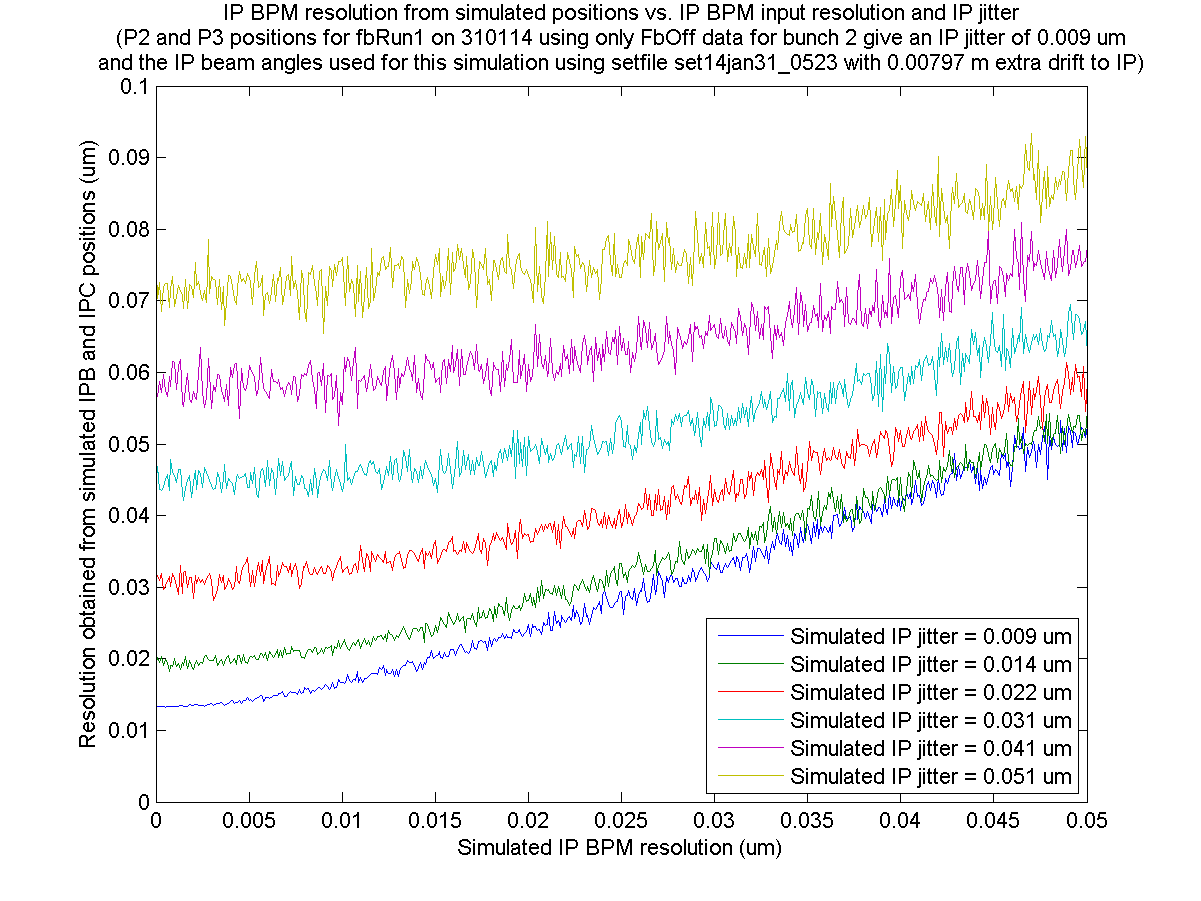 IP BPM resolution from simulated positions vs. IP BPM input resolution and IP jitter
(P2 and P3 positions for fbRun1 on 310114 using only FbOff data for bunch 2 give an IP jitter of 0.009 um
and the IP beam angles used for this simulation using setfile set14jan31_0523 with 0.00797 m extra drift to IP)
Resolution obtained from simulated IPB and IPC positions (um)
0.1
0.09
0.08
0.07
0.06
0.05
0.04
0.03
0.02
0.01
0
Simulated IP jitter = 0.009 um
Simulated IP jitter = 0.014 um
Simulated IP jitter = 0.022 um
Simulated IP jitter = 0.031 um
Simulated IP jitter = 0.041 um
Simulated IP jitter = 0.051 um
0 0.005 0.01 0.015 0.02 0.025 0.03 0.035 0.04 0.045 0.05
Simulated IP BPM resolution (um)